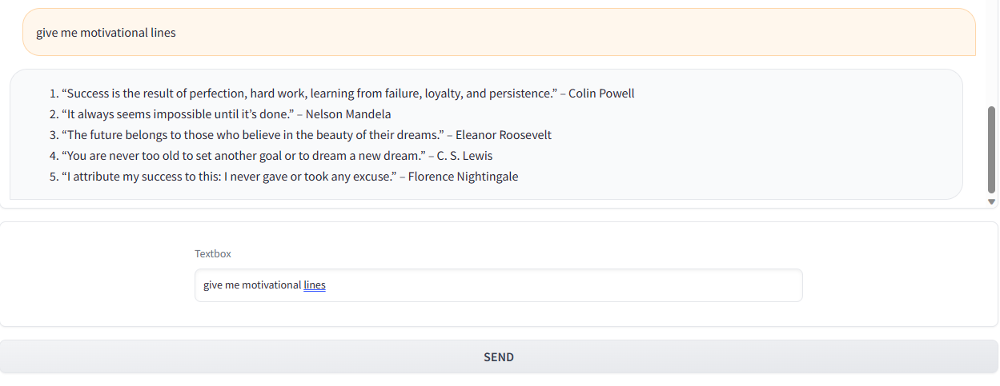 give me motivational lines
1. “Success is the result of perfection, hard work, learning from failure, loyalty, and persistence.” – Colin Powell
2. “It always seems impossible until it’s done.” – Nelson Mandela
3. “The future belongs to those who believe in the beauty of their dreams.” – Eleanor Roosevelt
4. “You are never too old to set another goal or to dream a new dream.” – C. S. Lewis
5. “I attribute my success to this: I never gave or took any excuse.” – Florence Nightingale
Textbox
give me motivational lines
SEND